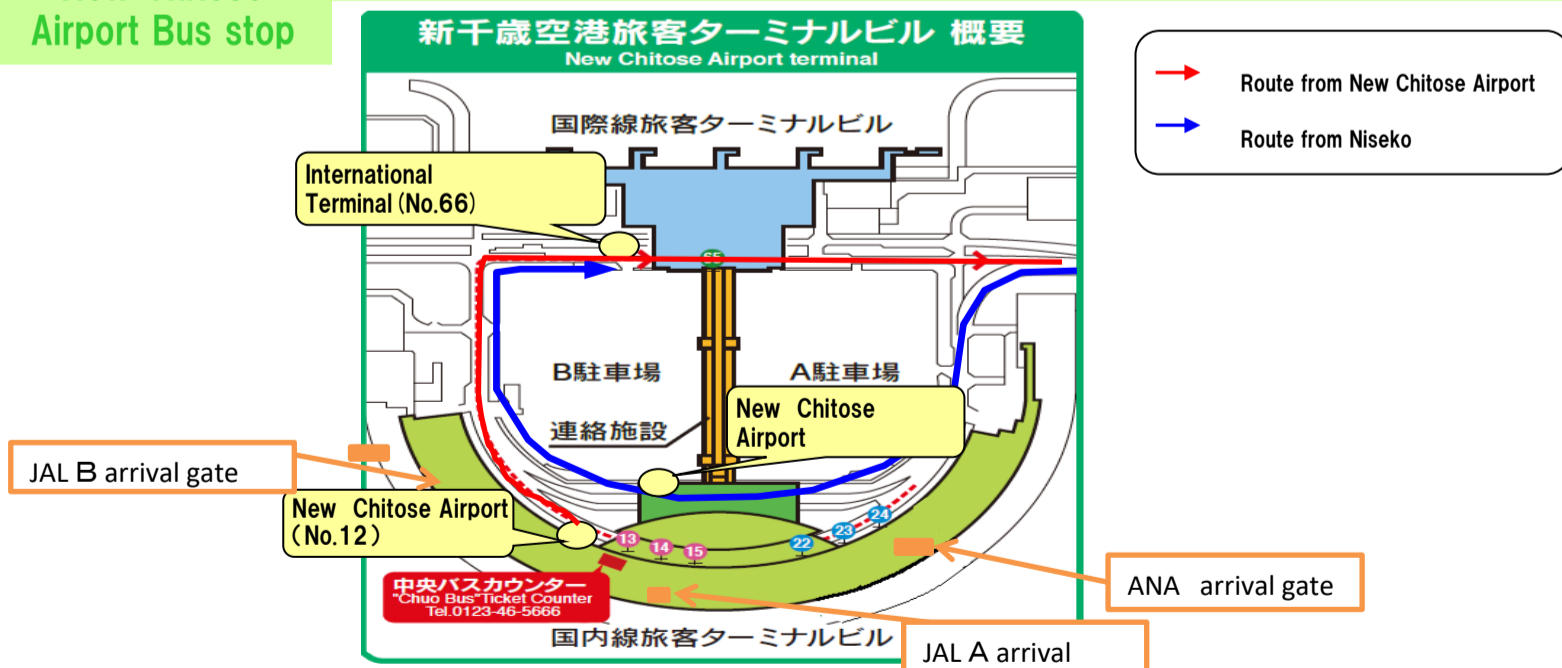 Airport Bus stop
新千歳空港旅客ターミナルビル 概要
New Chitose Airport terminal
Route from New Chitose Airport
Route from Niseko
国際線旅客ターミナルビル
International
Terminal(No.66)
B駐車場
A駐車場
New Chitose
Airport
連絡施設
JAL B arrival gate
New Chitose Airport
(No.12)
13
14
15
22
23
24
中央バスカウンター
"Chuo Bus"Ticket Counter
Tel.0123-46-5666
ANA arrival gate
国内線旅客ターミナルビル
JAL A arrival